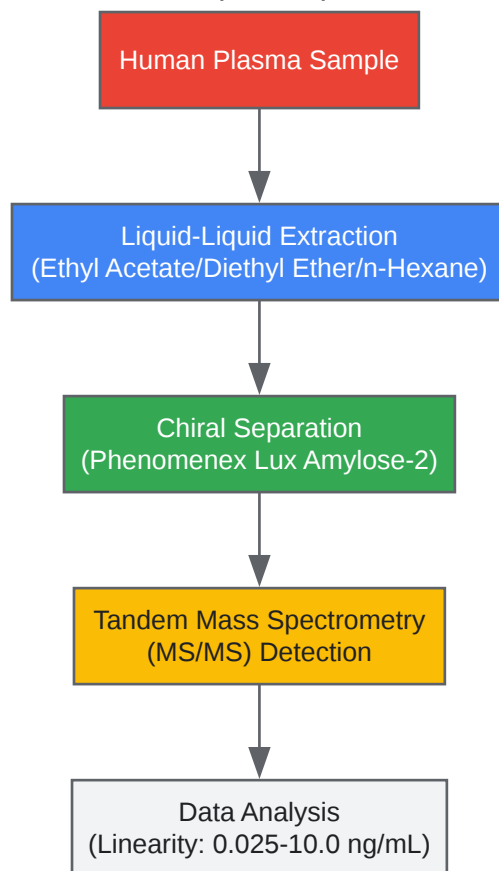 Human Plasma Sample
Liquid-Liquid Extraction
(Ethyl Acetate/Diethyl Ether/n-Hexane)
Chiral Separation
(Phenomenex Lux Amylose-2)
Tandem Mass Spectrometry
(MS/MS) Detection
Data Analysis
(Linearity: 0.025-10.0 ng/mL)